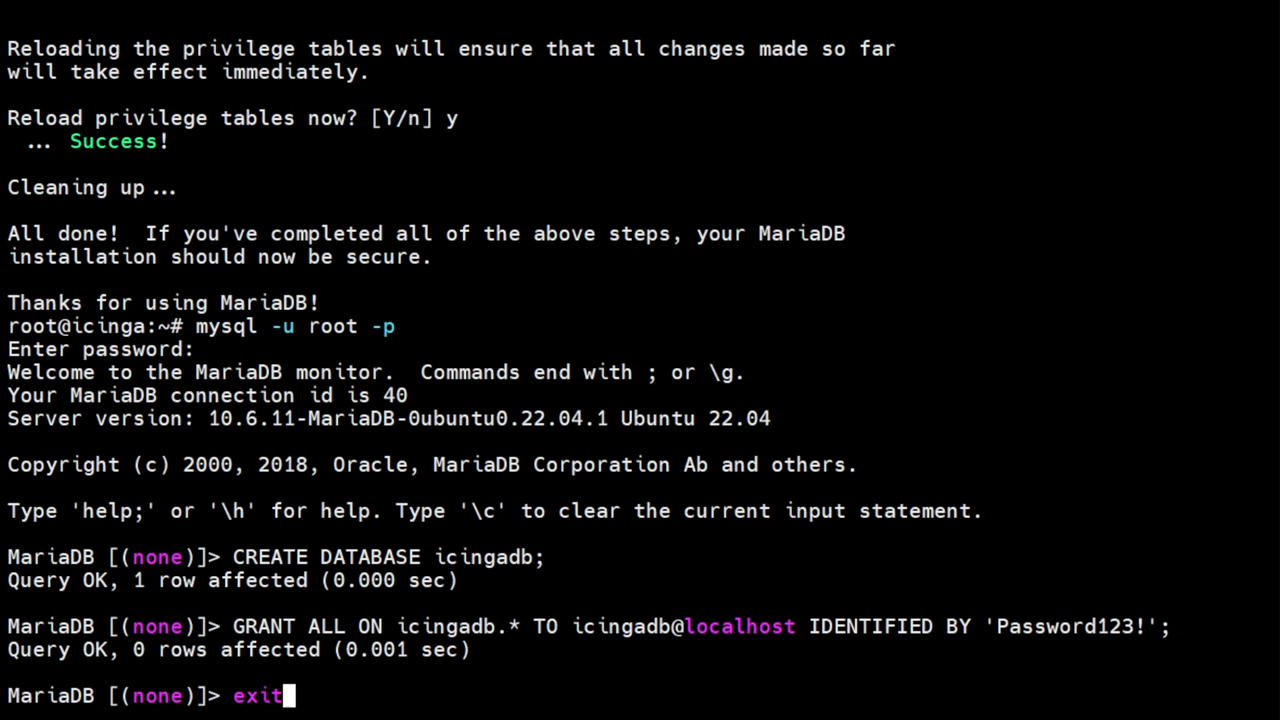 Reloading the privilege tables will ensure that all changes made so far
will take effect immediately.
Reload privilege tables now? [Y/n] y
... Success!
Cleaning up...
All done!  If you've completed all of the above steps, your MariaDB
installation should now be secure.
Thanks for using MariaDB!
root@icinga:~# mysql -u root -p
Enter password:
Welcome to the MariaDB monitor.  Commands end with ; or \g.
Your MariaDB connection id is 40
Server version: 10.6.11-MariaDB-0ubuntu0.22.04.1 Ubuntu 22.04
Copyright (c) 2000, 2018, Oracle, MariaDB Corporation Ab and others.
Type 'help;' or '\h' for help. Type '\c' to clear the current input statement.
MariaDB [(none)]> CREATE DATABASE icingadb;
Query OK, 1 row affected (0.000 sec)
MariaDB [(none)]> GRANT ALL ON icingadb.* TO icingadb@localhost IDENTIFIED BY 'Password123!';
Query OK, 0 rows affected (0.001 sec)
MariaDB [(none)]> exit